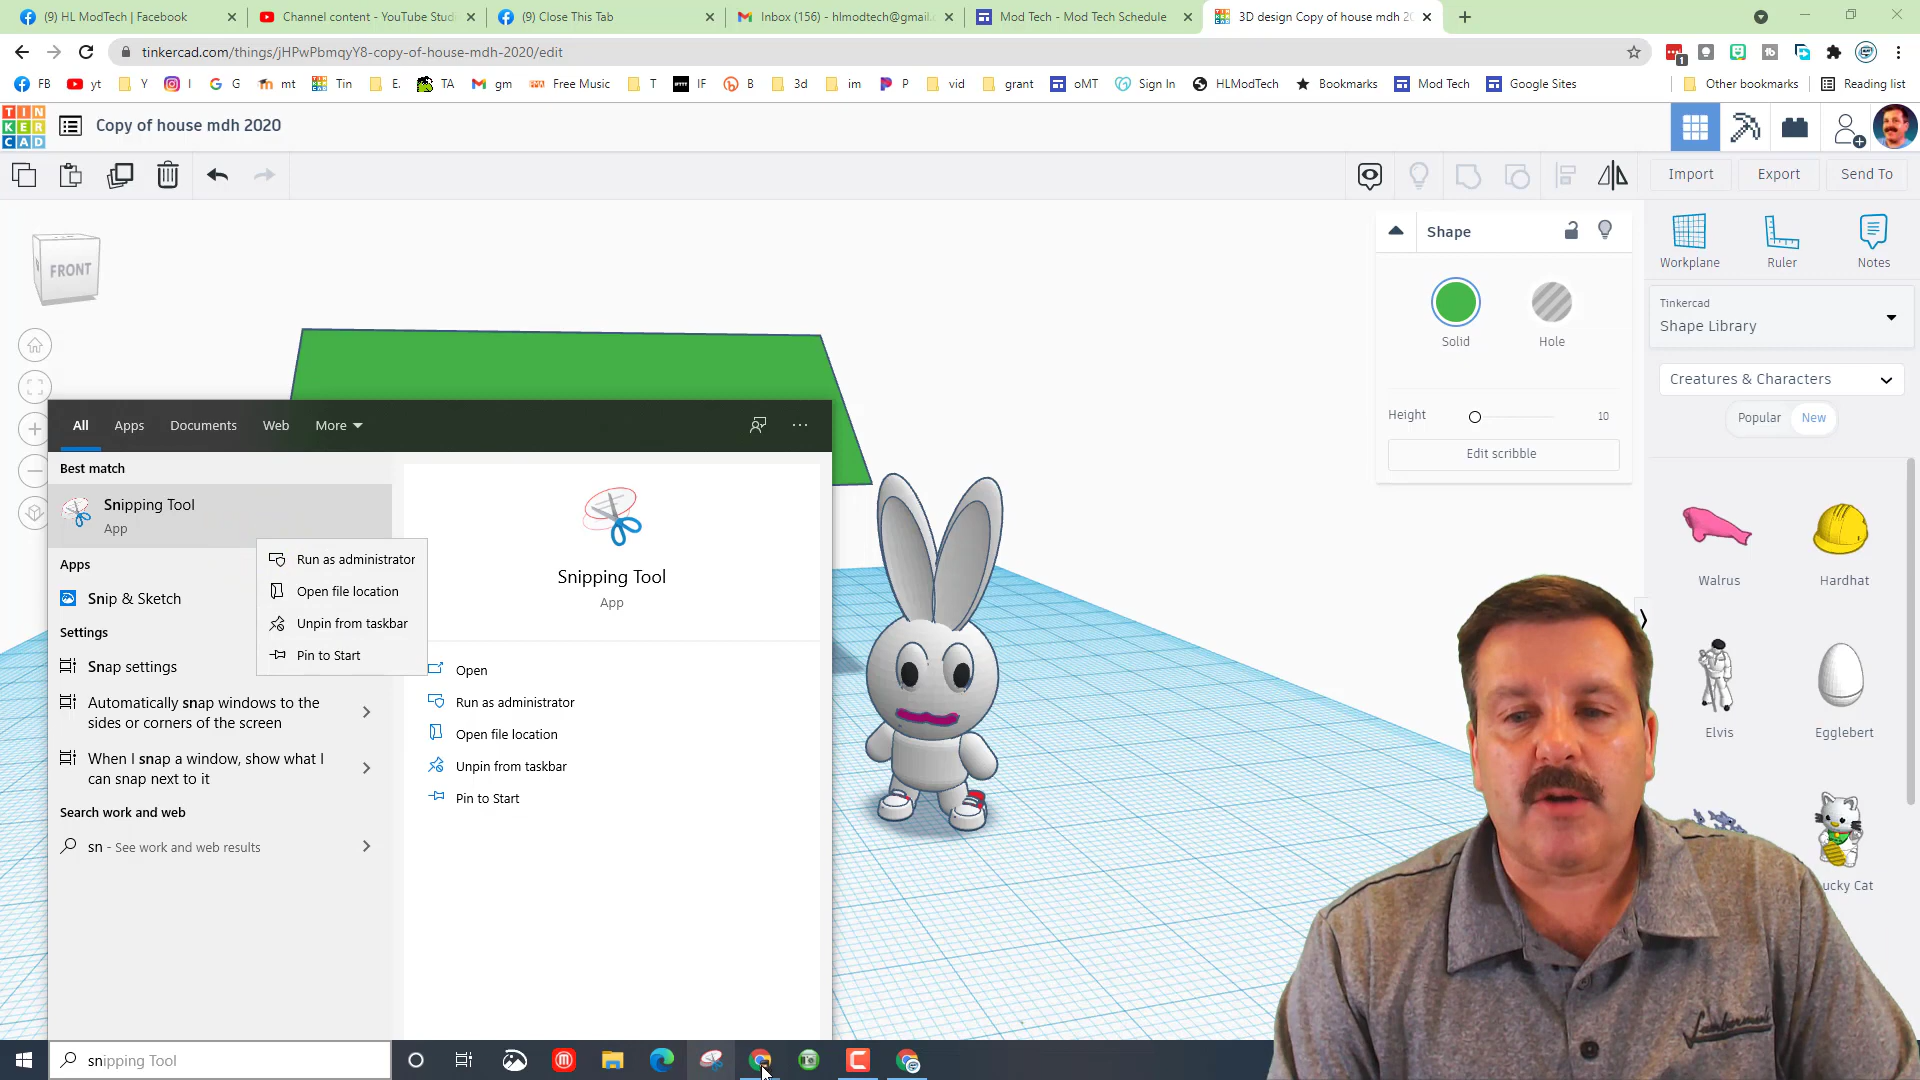 (9) HL ModTech | Facebook
Channel content - YouTube Stud
(9) Close This Tab
Inbox (156) - hlmodtech@gmail.c
Mod Tech - Mod Tech Schedule
3D design Copy of house mdh 20
tinkercad.com/things/jHPwPbmqyY8-copy-of-house-mdh-2020/edit
1
FB
yt
Y
I
G
mt
Tin
E.
TA
gm
Free Music
T
IF
B
3d
im
P
vid
grant
oMT
Sign In
HLModTech
Bookmarks
Mod Tech
Google Sites
Other bookmarks
Reading list
TIN
KER
CAD
Copy of house mdh 2020
Import
Export
Send To
FRONT
Shape
Solid
Hole
Height
10
Edit scribble
Workplane
Ruler
Notes
Tinkercad
Shape Library
Creatures & Characters
Popular
New
Walrus
Hardhat
Elvis
Egglebert
ucky Cat
All
Apps
Documents
Web
More
Best match
Snipping Tool
App
Apps
Snip & Sketch
Settings
Snap settings
Automatically snap windows to the
sides or corners of the screen
When I snap a window, show what I
can snap next to it
Search work and web
sn - See work and web results
Run as administrator
Open file location
Unpin from taskbar
Pin to Start
Snipping Tool
App
Open
Run as administrator
Open file location
Unpin from taskbar
Pin to Start
snipping Tool